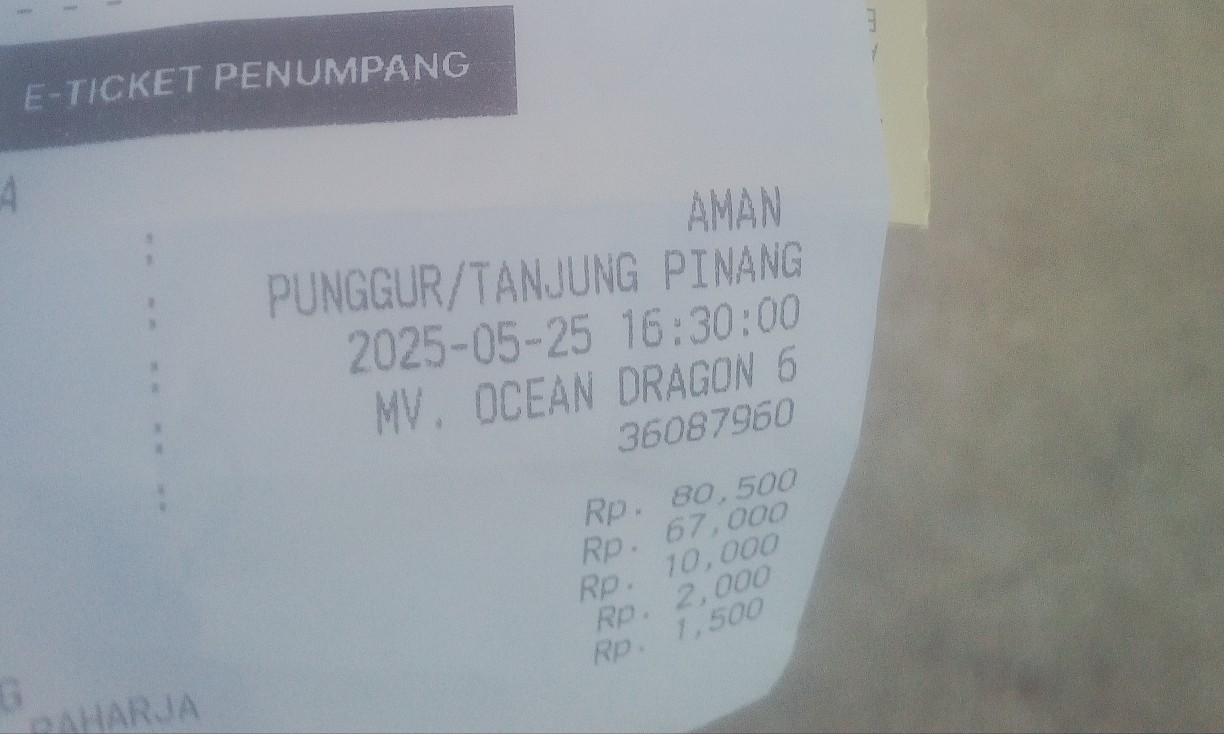 E-TICKET PENUMPANG
A
AMAN
: PUNGGUR/TANJUNG PINANG
: 2025-05-25 16:30:00
: MV. OCEAN DRAGON 6
: 36087960
: Rp. 80,500
Rp. 67,000
Rp. 10,000
Rp. 2,000
Rp. 1,500
G
RAHARJA